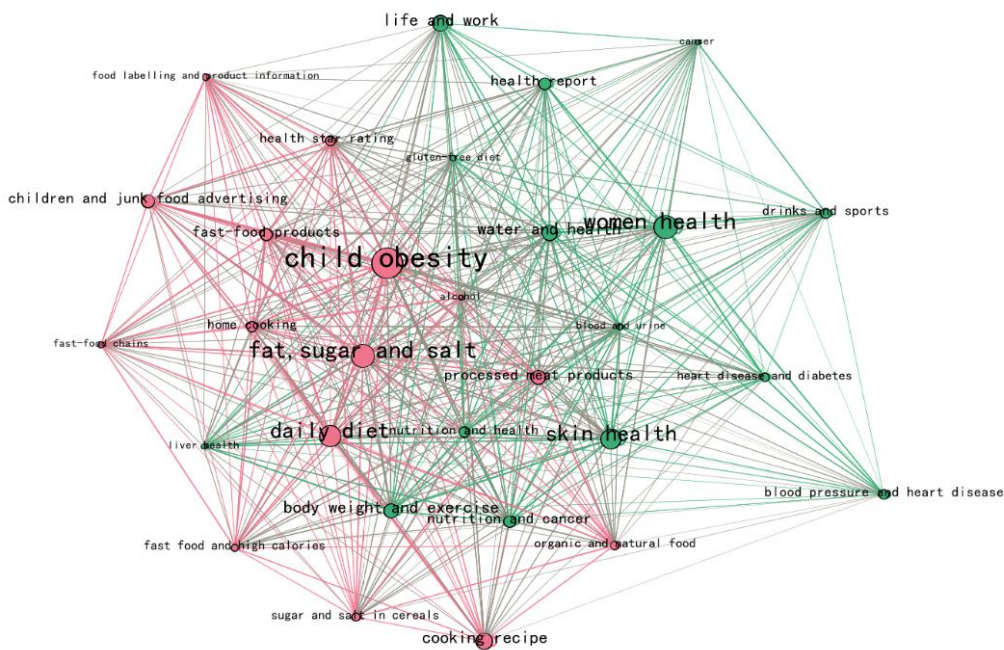 life and work
cancer
food labelling and product information
health report
health star rating
gluten-free diet
children and junk food advertising
drinks and sports
women health
fast-food products
water and health
child obesity
alcohol
home cooking
blood and urine
fast-food chains
fat,sugar and salt
processed meat products
heart disease and diabetes
daily diet
nutrition and health
skin health
liver health
blood pressure and heart disease
body weight and exercise
nutrition and cancer
fast food and high calories
organic and natural food
sugar and salt in cereals
cooking recipe